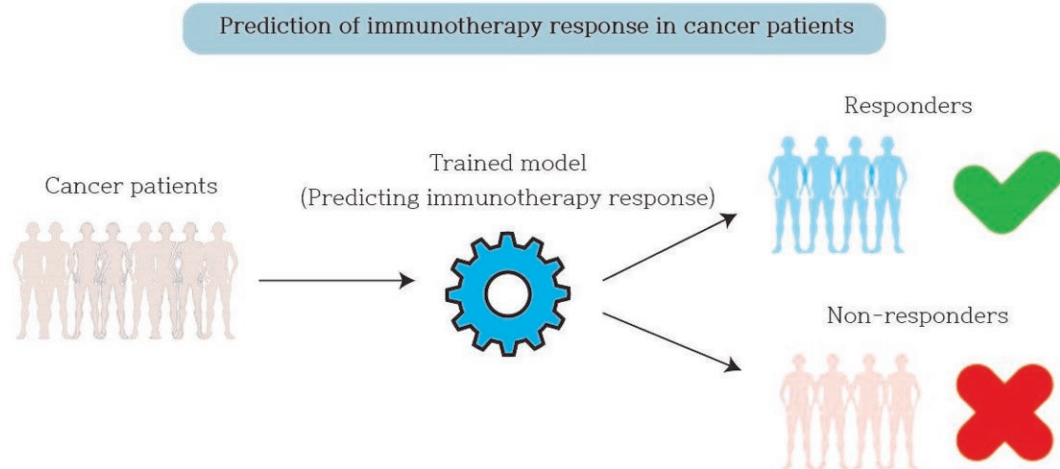 Prediction of immunotherapy response in cancer patients
Cancer patients
Trained model
(Predicting immunotherapy response)
Responders
Non-responders